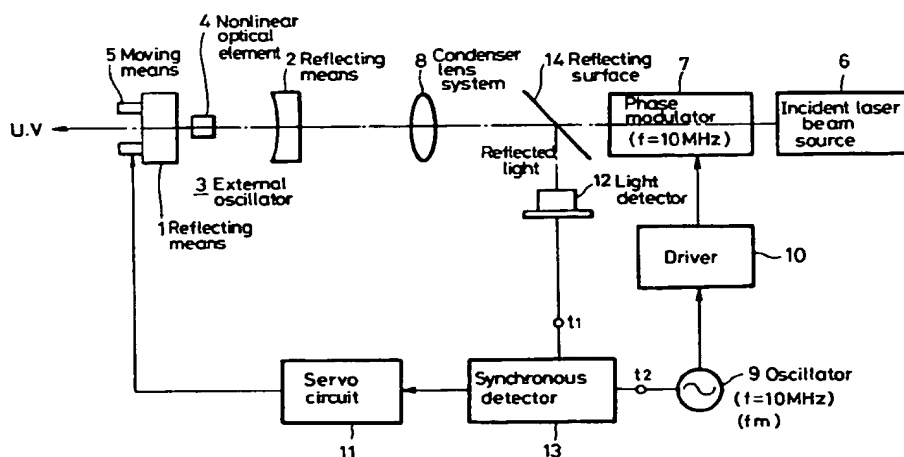 4 Nonlinear
optical element
5 Moving
means
2 Reflecting
means
8 Condenser
lens system
14 Reflecting
surface
7
6
U.V
Phase
modulator
(f=10MHz)
Incident laser
beam
source
Reflected
light
3 External
oscillator
12 Light
detector
1 Reflecting
means
Driver
10
t1
t2
Servo
circuit
Synchronous
detector
9 Oscillator
(f=10MHz)
(fm)
11
13